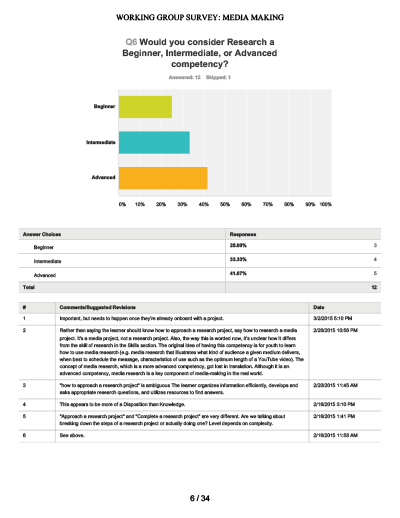 WORKING GROUP SURVEY: MEDIA MAKING
Q6 Would you consider Research a
Beginner, Intermediate, or Advanced
competency?
Answered: 12 Skipped: 1
Beginner
Intermediate
Advanced
0% 10% 20% 30% 40% 50% 60% 70% 80% 90% 100%
Answer Choices Responses
Beginner 25.00% 3
Intermediate 33.33% 4
Advanced 41.67% 5
Total 12
# Comments/Suggested Revisions Date
1 Important, but needs to happen once they're already onboard with a project. 3/2/2015 5:10 PM
2 Rather than saying the learner should know how to approach a research project, say how to research a media 2/28/2015 10:56 PM
project. It's a media project, not a research project. Also, the way this is worded now, it's unclear how it differs
from the skill of research in the Skills section. The original idea of having this competency is for youth to learn
how to use media research (e.g. media research that illustrates what kind of audience a given medium delivers,
when best to schedule the message, characteristics of use such as the optimum length of a YouTube video). The
concept of media research, which is a more advanced competency, got lost in translation. Although it is an
advanced competency, media research is a key component of media-making in the real world.
3 "how to approach a research project" is ambiguous The learner organizes information efficiently, develops and 2/23/2015 11:45 AM
asks appropriate research questions, and utilizes resources to find answers.
4 This appears to be more of a Disposition than Knowledge. 2/18/2015 3:10 PM
5 "Approach a research project" and "Complete a research project" are very different. Are we talking about 2/18/2015 1:41 PM
breaking down the steps of a research project or actually doing one? Level depends on complexity.
6 See above. 2/18/2015 11:58 AM
6 / 34